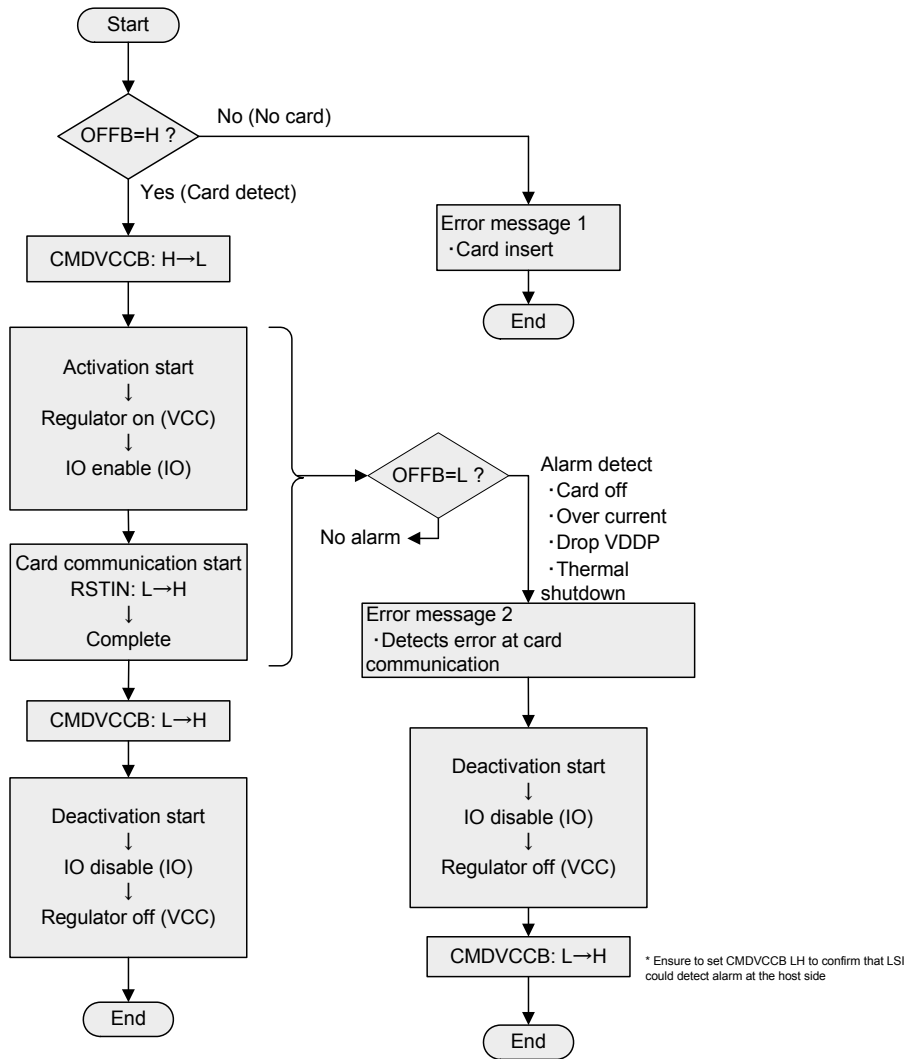 Start
OFFB=H ?
No (No card)
Yes (Card detect)
Error message 1
・Card insert
End
CMDVCCB: H→L
Activation start
↓
Regulator on (VCC)
↓
IO enable (IO)
OFFB=L ?
No alarm
Alarm detect
・Card off
・Over current
・Drop VDDP
・Thermal
shutdown
Card communication start
RSTIN: L→H
↓
Complete
Error message 2
・Detects error at card
communication
CMDVCCB: L→H
Deactivation start
↓
IO disable (IO)
↓
Regulator off (VCC)
End
Deactivation start
↓
IO disable (IO)
↓
Regulator off (VCC)
CMDVCCB: L→H
* Ensure to set CMDVCCB LH to confirm that LSI
could detect alarm at the host side
End